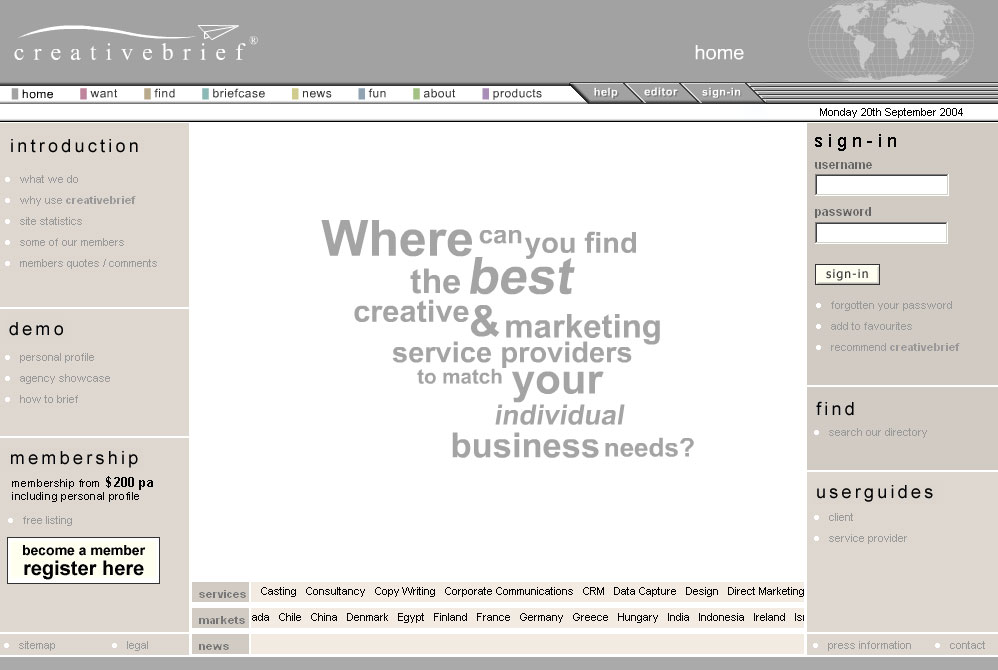 creativebrief®
home
home want find briefcase news fun about products help editor sign-in
Monday 20th September 2004
introduction
what we do
why use creativebrief
site statistics
some of our members
members quotes / comments
demo
personal profile
agency showcase
how to brief
membership
membership from $200 pa
including personal profile
free listing
become a member
register here
sitemap legal
Where can you find
the best
creative & marketing
service providers
to match your
individual
business needs?
services Casting Consultancy Copy Writing Corporate Communications CRM Data Capture Design Direct Marketing
markets ada Chile China Denmark Egypt Finland France Germany Greece Hungary India Indonesia Ireland
news
sign-in
username
password
sign-in
forgotten your password
add to favourites
recommend creativebrief
find
search our directory
userguides
client
service provider
press information contact